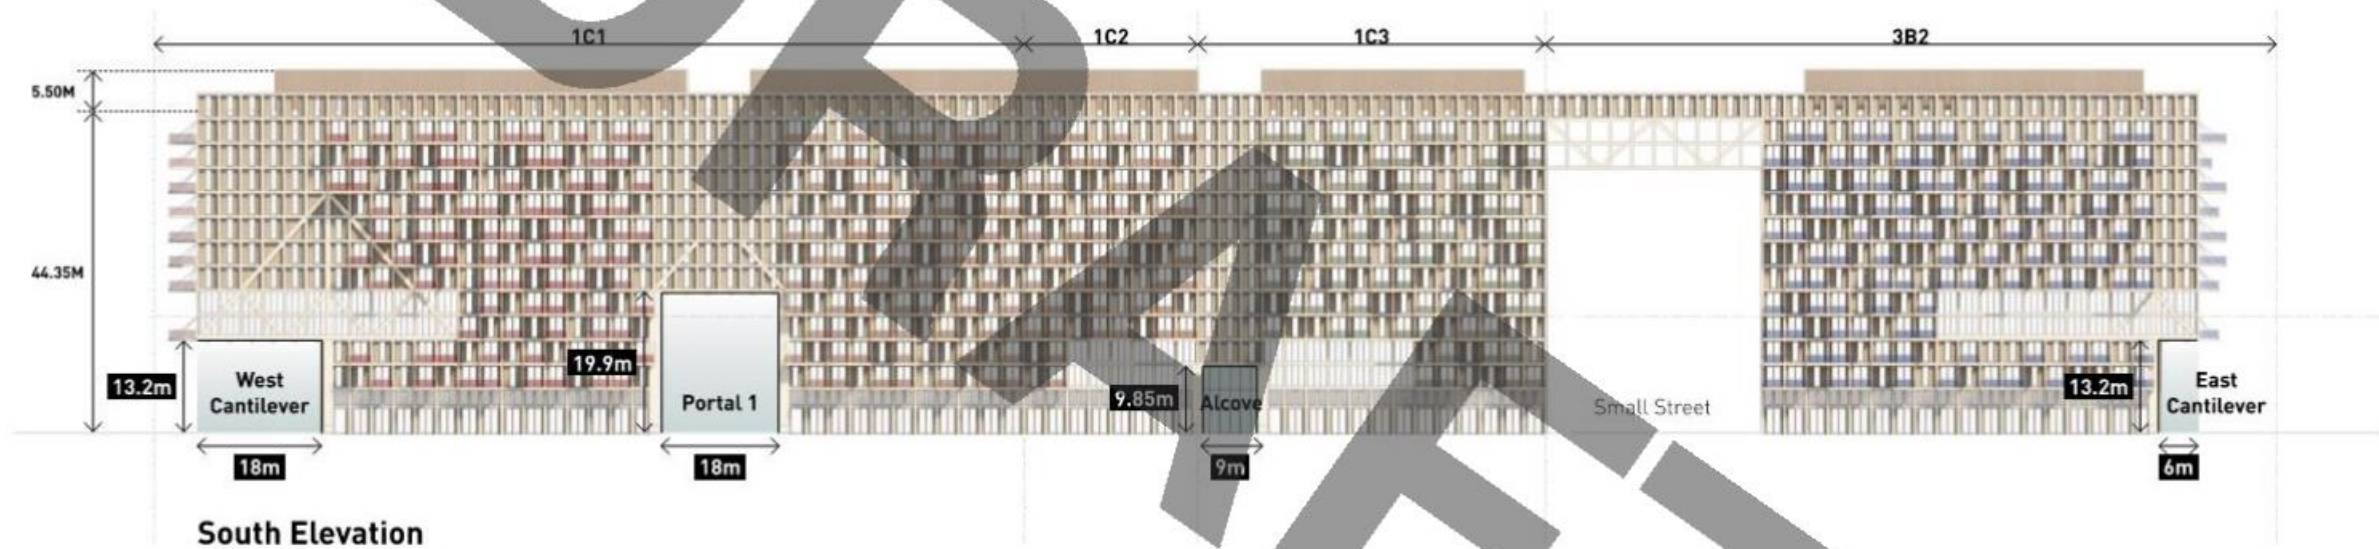 1C1
1C2
1C3
3B2
5.50M
44.35M
13.2m
West
Cantilever
18m
19.9m
Portal 1
18m
9.85m
Alcove
9m
Small Street
13.2m
East
Cantilever
6m
South Elevation
DRAFT